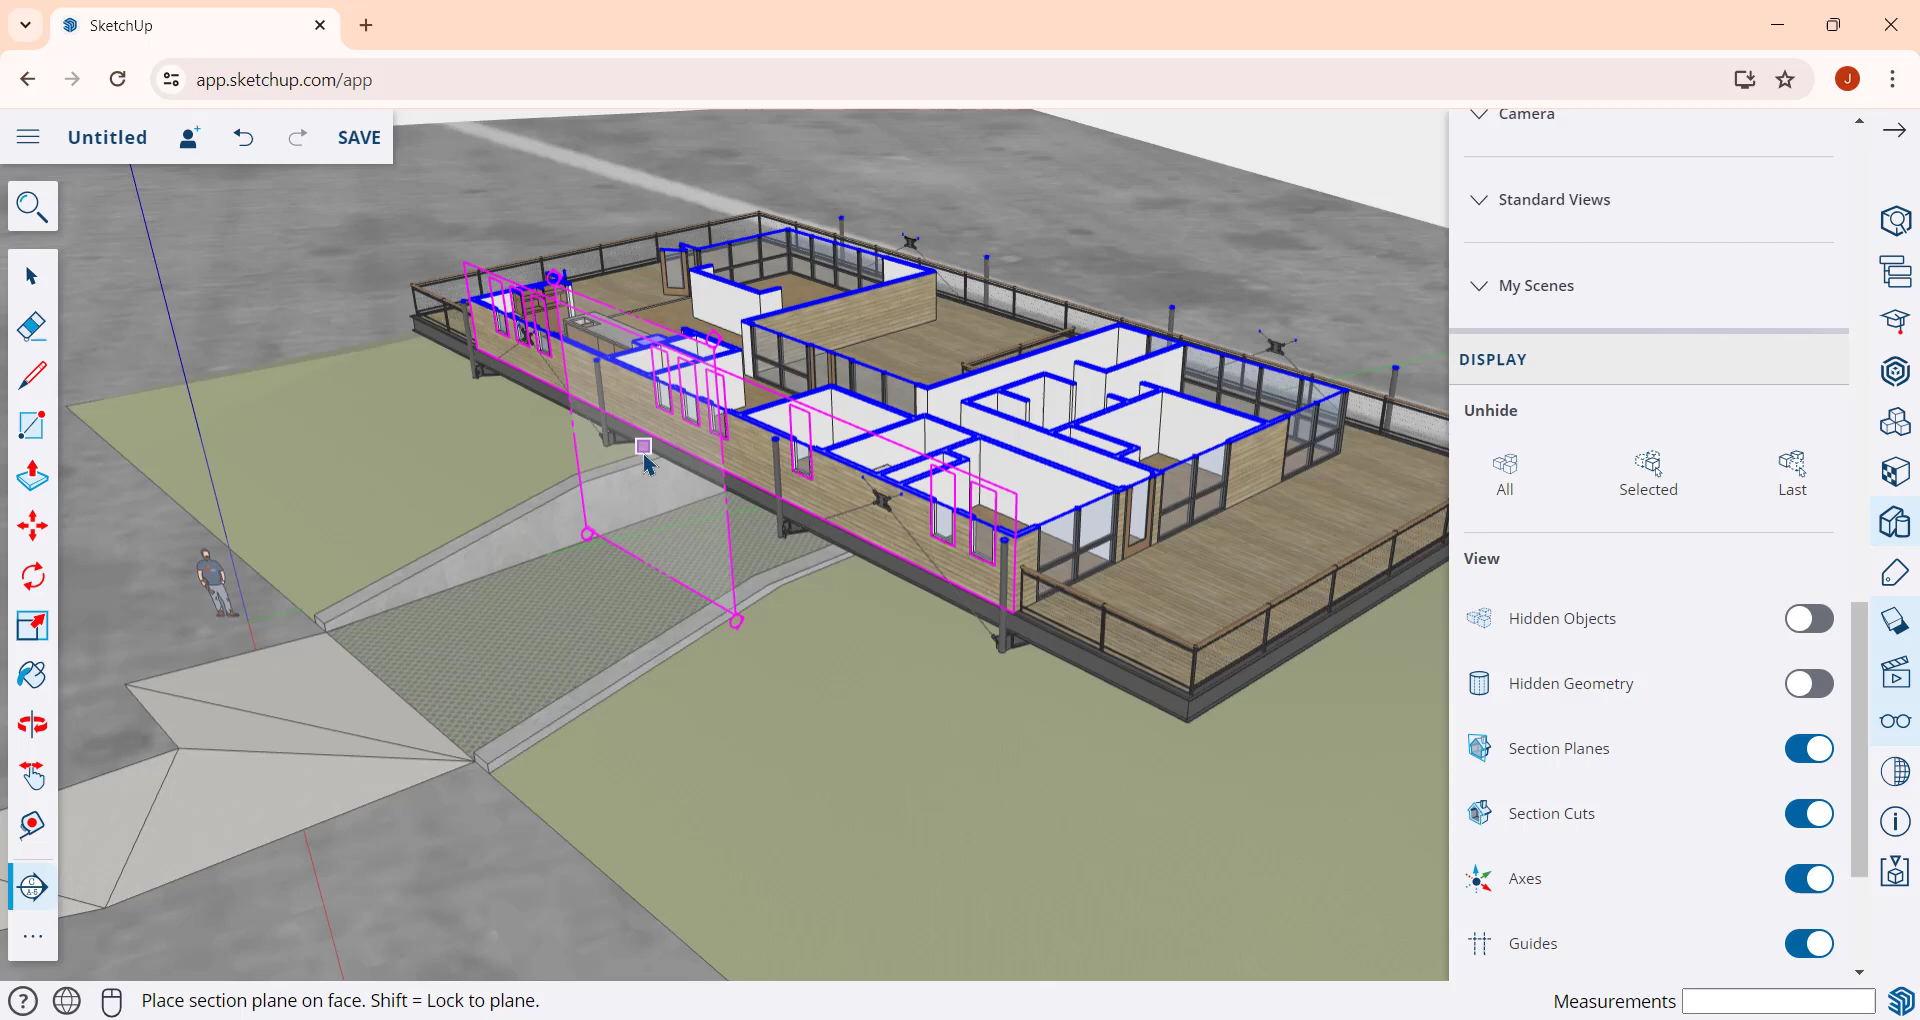 SketchUp
app.sketchup.com/app
J
Untitled
SAVE
Camera
Standard Views
My Scenes
DISPLAY
Unhide
All
Selected
Last
View
Hidden Objects
Hidden Geometry
Section Planes
Section Cuts
Axes
Guides
Place section plane on face. Shift = Lock to plane.
Measurements